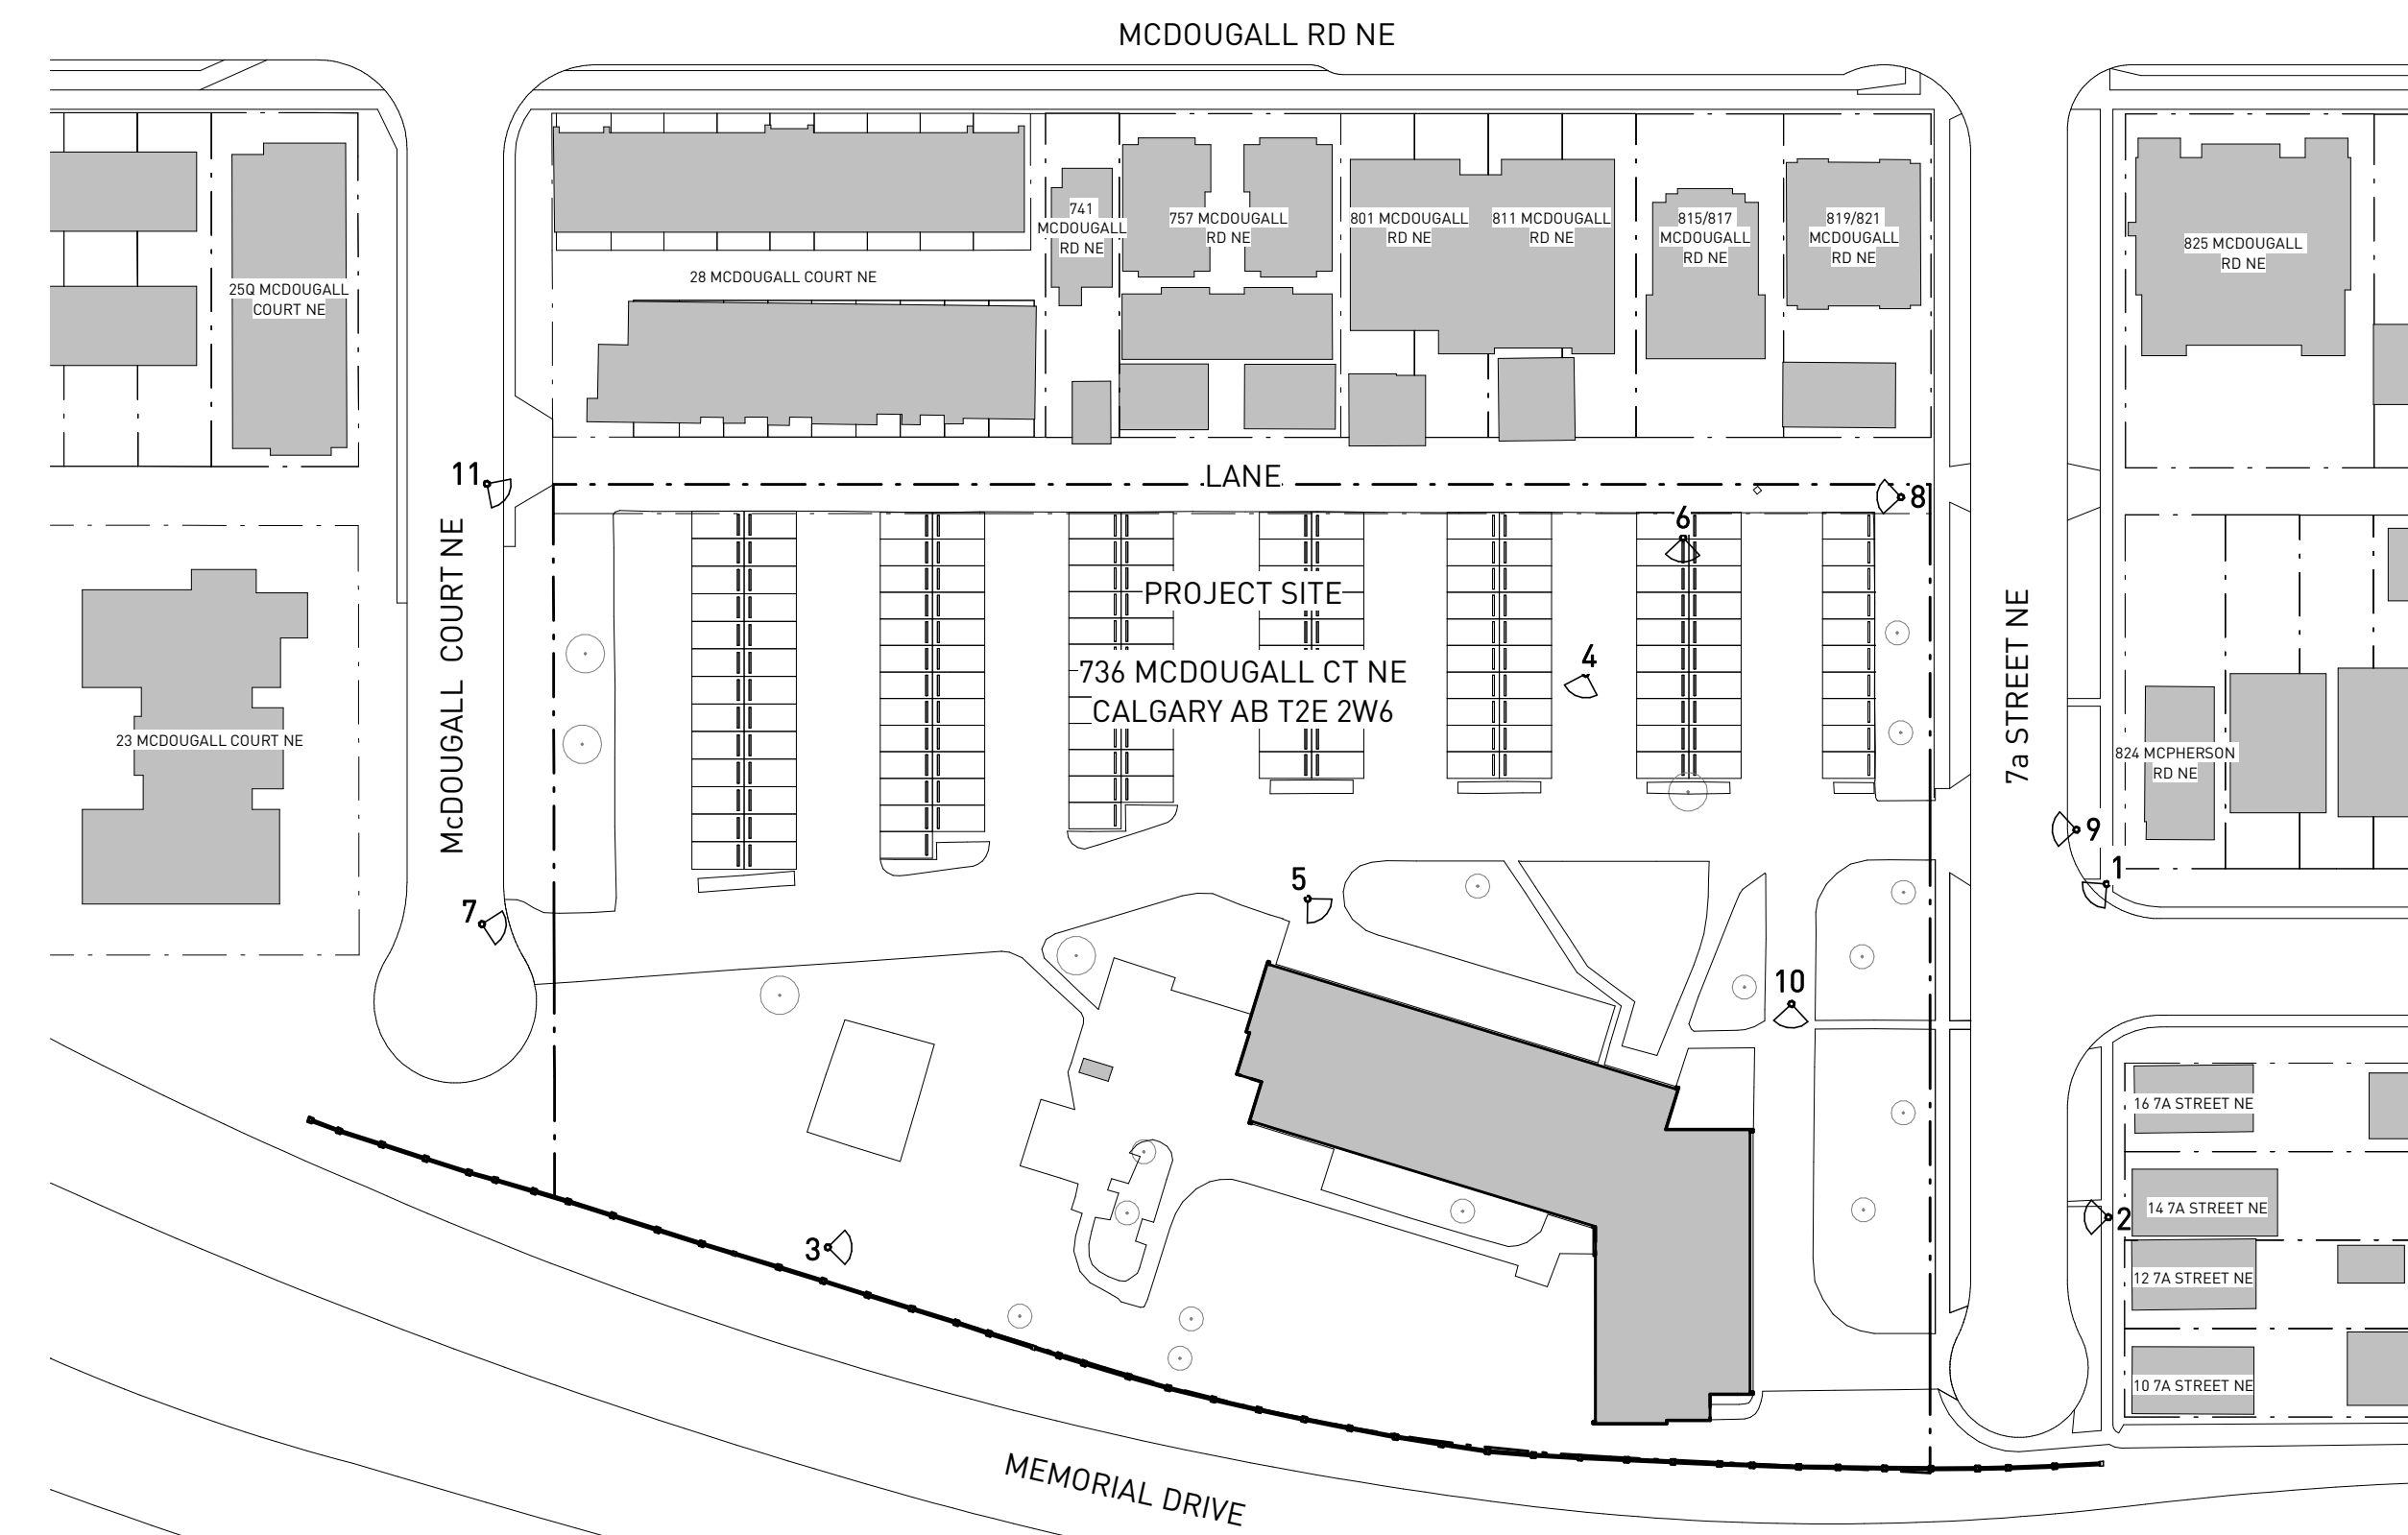 MCDOUGALL RD NE
741
MCDOUGALL
RD NE
757 MCDOUGALL
RD NE
801 MCDOUGALL
RD NE
811 MCDOUGALL
RD NE
815/817
MCDOUGALL
RD NE
819/821
MCDOUGALL
RD NE
825 MCDOUGALL
RD NE
28 MCDOUGALL COURT NE
25Q MCDOUGALL
COURT NE
11
LANE
8
6
McDOUGALL COURT NE
PROJECT SITE
7a STREET NE
4
736 MCDOUGALL CT NE
CALGARY AB T2E 2W6
23 MCDOUGALL COURT NE
824 MCPHERSON
RD NE
9
1
5
7
10
16 7A STREET NE
14 7A STREET NE
2
3
12 7A STREET NE
10 7A STREET NE
MEMORIAL DRIVE